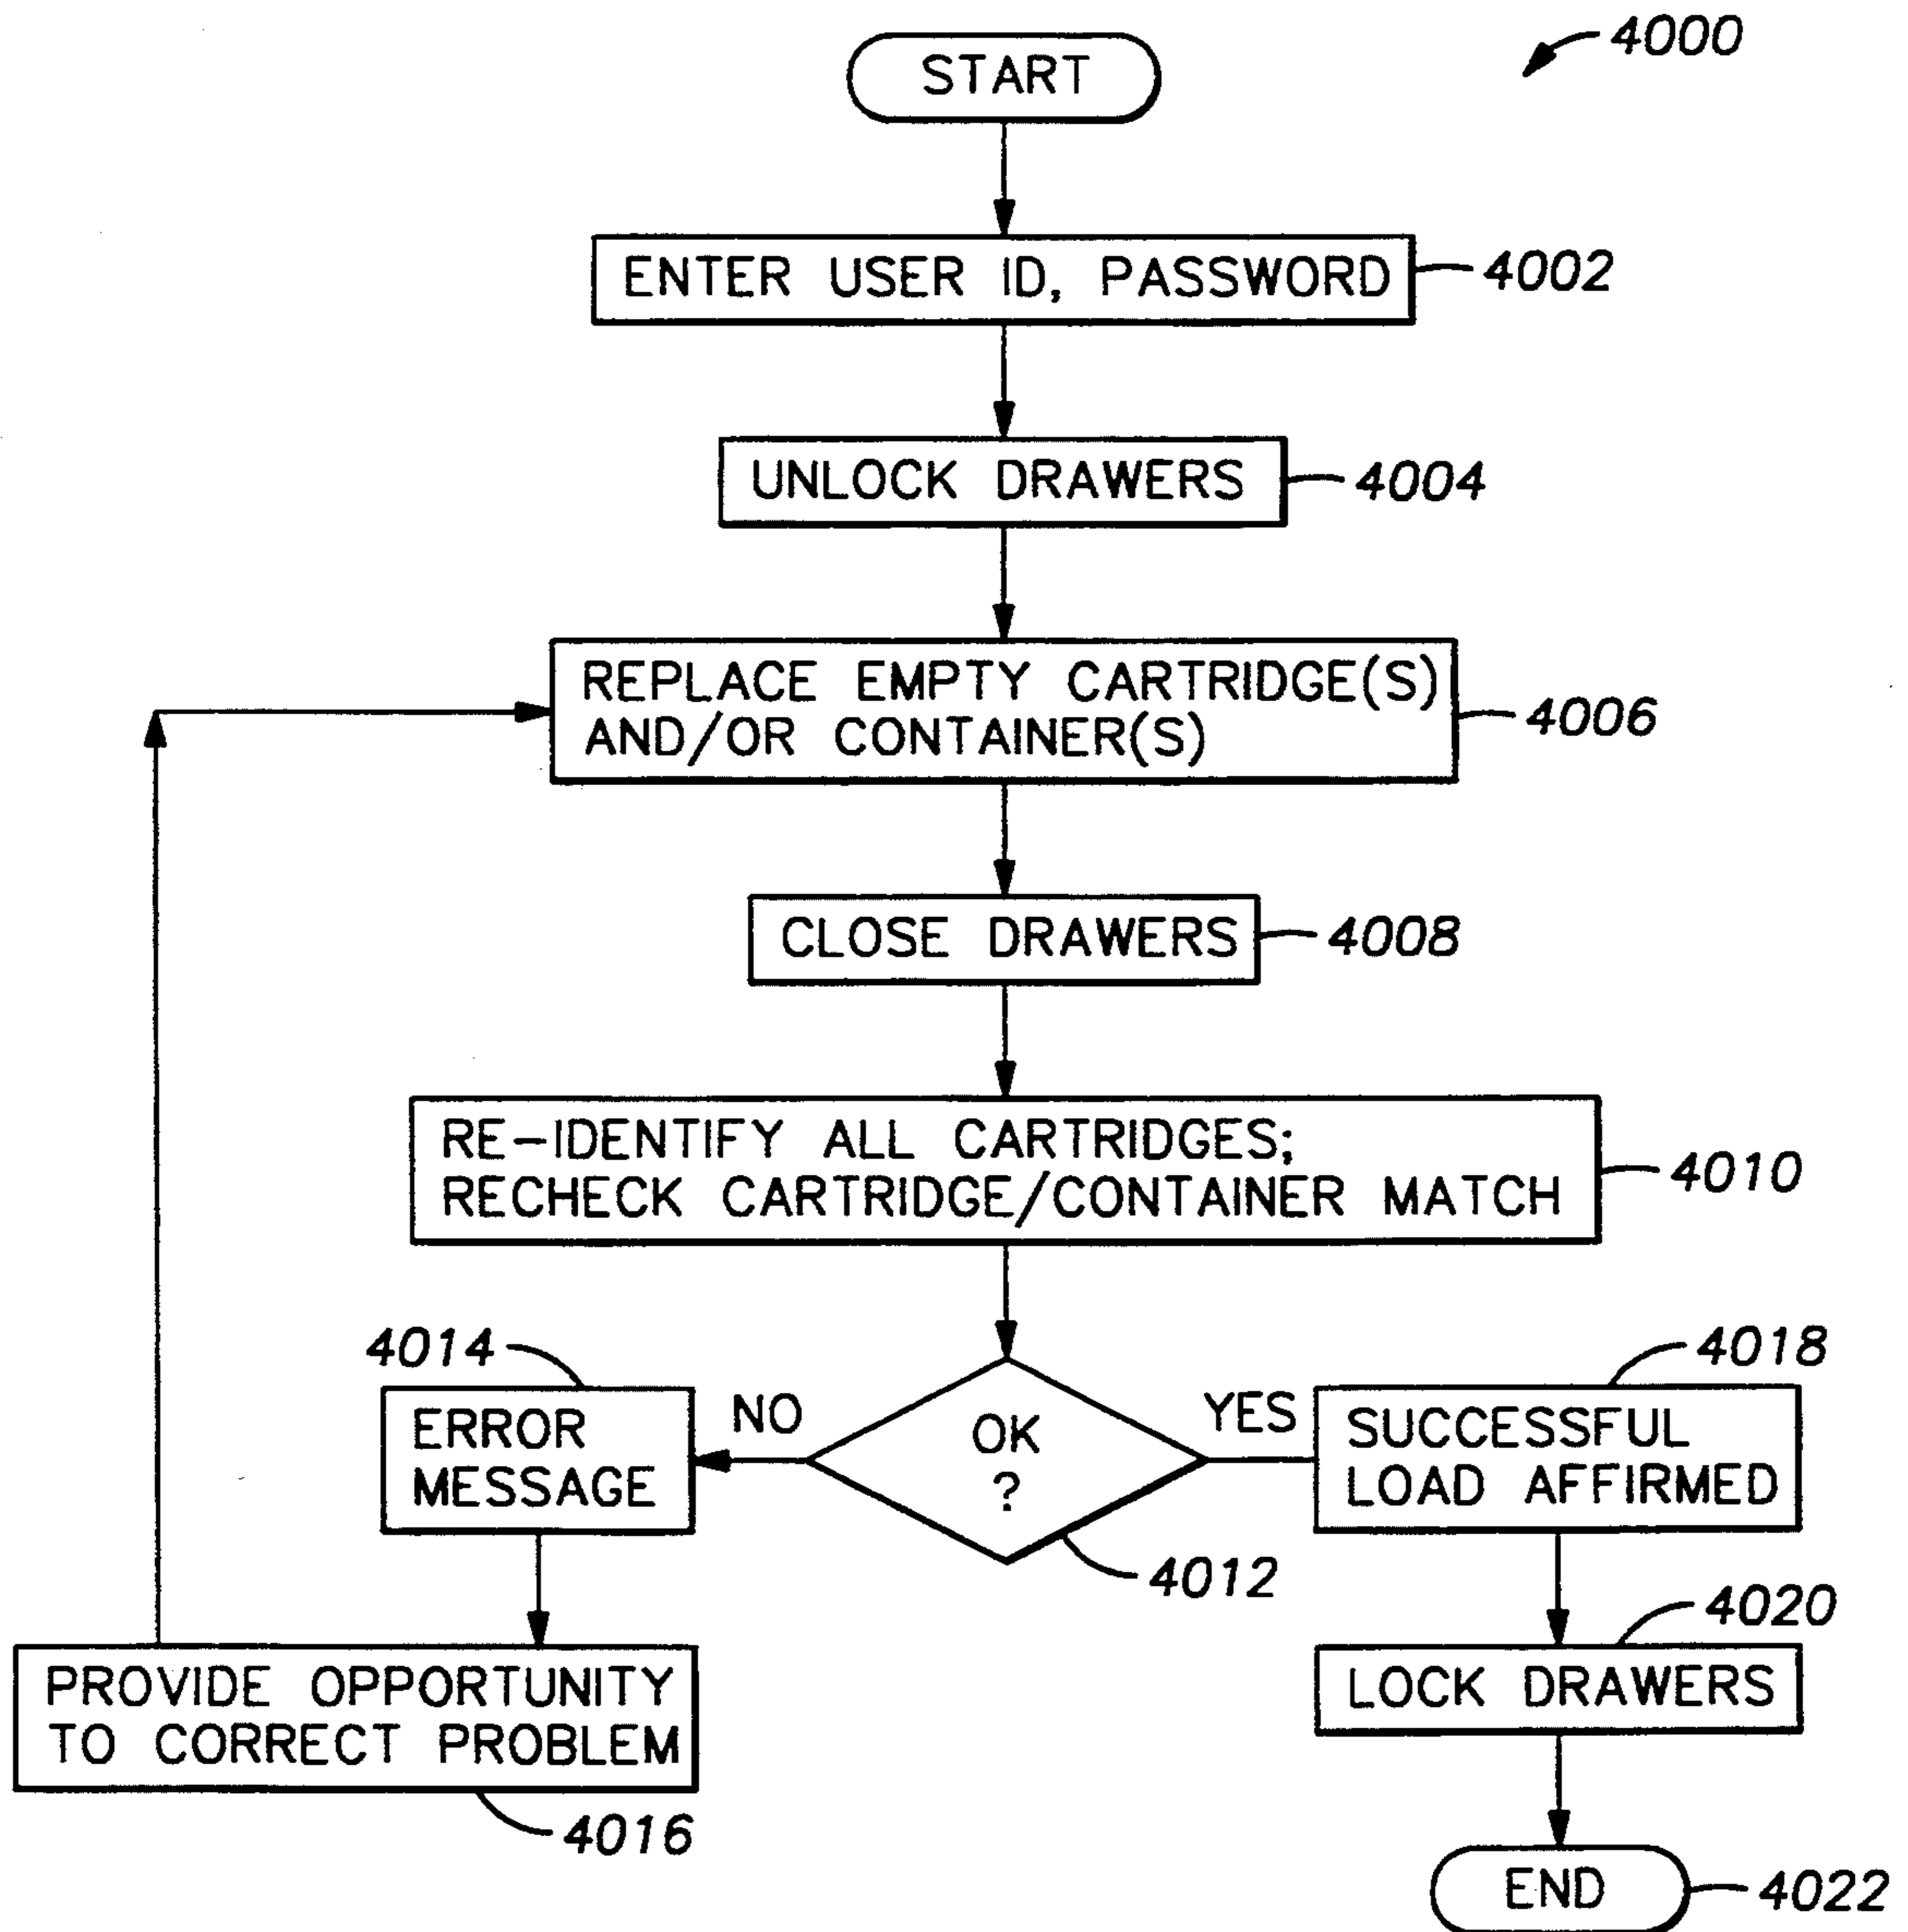 START
4000
ENTER USER ID, PASSWORD
4002
UNLOCK DRAWERS
4004
REPLACE EMPTY CARTRIDGE(S)
AND/OR CONTAINER(S)
4006
CLOSE DRAWERS
4008
RE-IDENTIFY ALL CARTRIDGES;
RECHECK CARTRIDGE/CONTAINER MATCH
4010
4014
ERROR
MESSAGE
NO
OK
?
4012
YES
4018
SUCCESSFUL
LOAD AFFIRMED
PROVIDE OPPORTUNITY
TO CORRECT PROBLEM
4016
4020
LOCK DRAWERS
END
4022